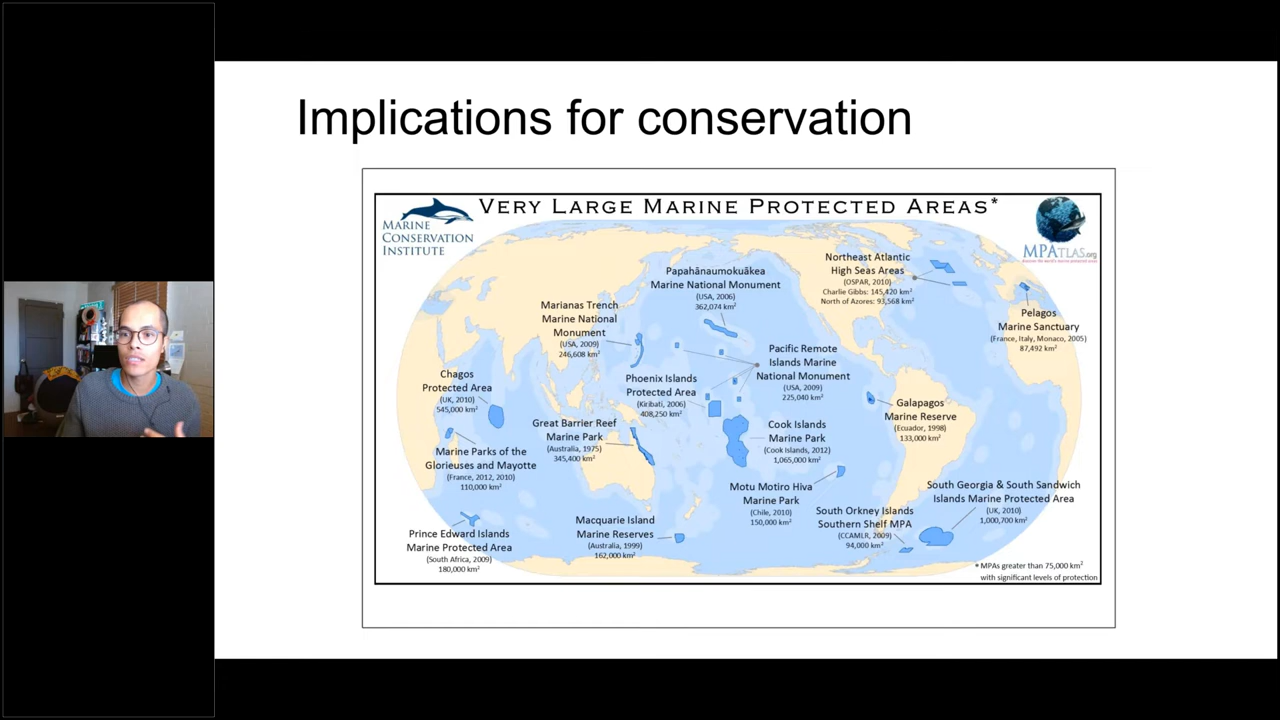 Implications for conservation
VERY LARGE MARINE PROTECTED AREAS*
MARINE
CONSERVATION
INSTITUTE
MPATLAS.org
Northeast Atlantic
High Seas Areas
(OSPAR, 2010)
Charlie Gibbs: 145,420 km²
North of Azores: 93,568 km²
Papahānaumokuākea
Marine National Monument
(USA, 2006)
362,074 km²
Marianas Trench
Marine National
Monument
(USA, 2009)
246,608 km²
Pelagos
Marine Sanctuary
(France, Italy, Monaco, 2005)
87,492 km²
Pacific Remote
Islands Marine
National Monument
(USA, 2009)
225,040 km²
Chagos
Protected Area
(UK, 2010)
545,000 km²
Phoenix Islands
Protected Area
(Kiribati, 2006)
408,250 km²
Galapagos
Marine Reserve
(Ecuador, 1998)
133,000 km²
Great Barrier Reef
Marine Park
(Australia, 1975)
345,400 km²
Cook Islands
Marine Park
(Cook Islands, 2012)
1,065,000 km²
Marine Parks of the
Glorieuses and Mayotte
(France, 2012, 2010)
110,000 km²
Motu Motiro Hiva
Marine Park
(Chile, 2010)
150,000 km²
South Georgia & South Sandwich
Islands Marine Protected Area
(UK, 2010)
1,000,700 km²
South Orkney Islands
Southern Shelf MPA
(CCAMLR, 2009)
94,000 km²
Macquarie Island
Marine Reserves
(Australia, 1999)
162,000 km²
Prince Edward Islands
Marine Protected Area
(South Africa, 2009)
180,000 km²
* MPAs greater than 75,000 km²
with significant levels of protection